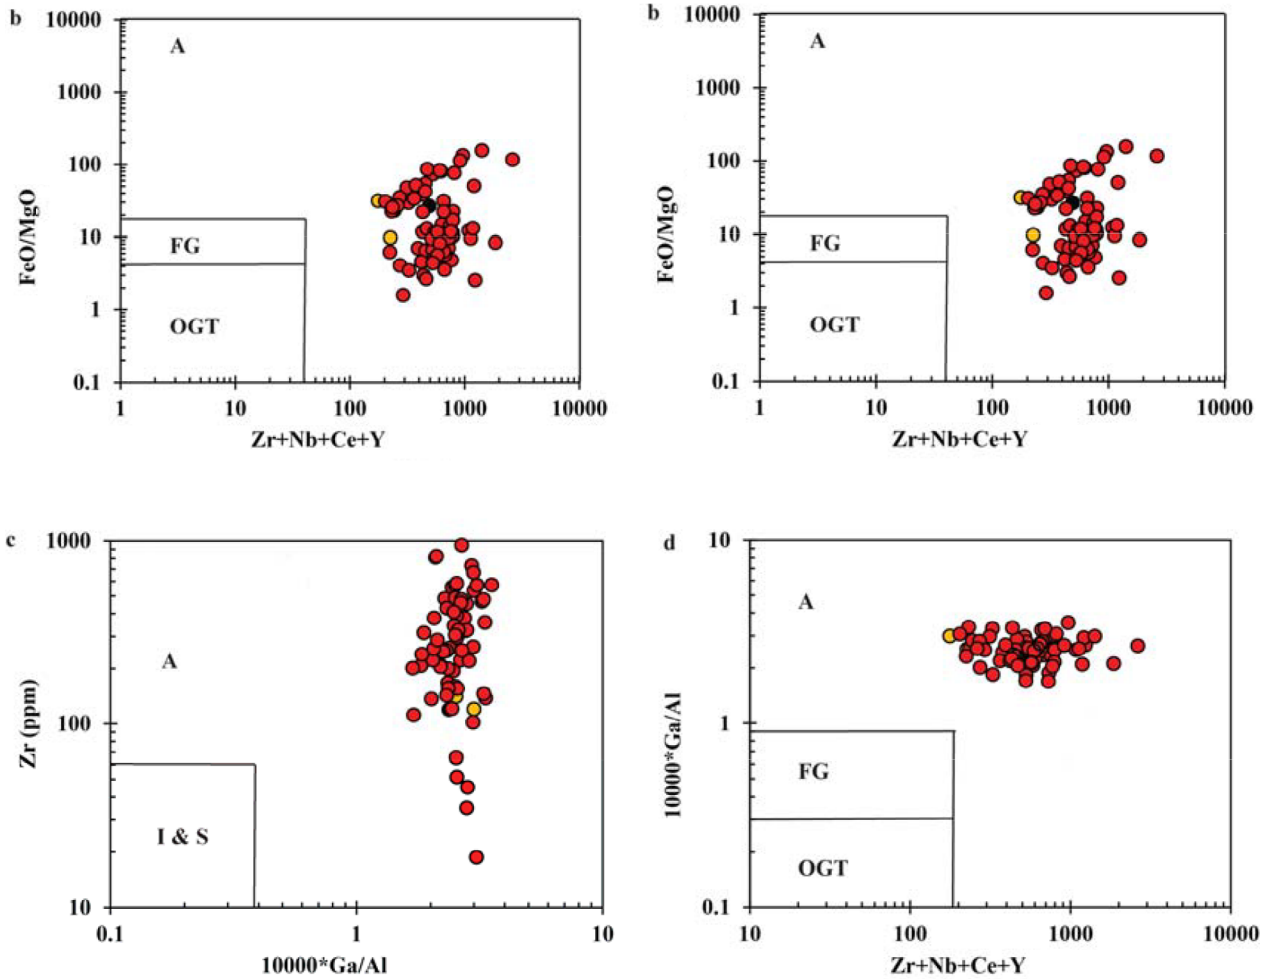 b
10000
A
1000
100
10
1
0.1
FeO/MgO
FG
OGT
1 10 100 1000 10000
Zr+Nb+Ce+Y
b
10000
A
1000
100
10
1
0.1
FeO/MgO
FG
OGT
1 10 100 1000 10000
Zr+Nb+Ce+Y
c
1000
A
100
10
Zr (ppm)
I & S
0.1 1 10
10000*Ga/Al
d
10
A
1
0.1
10000*Ga/Al
FG
OGT
10 100 1000 10000
Zr+Nb+Ce+Y